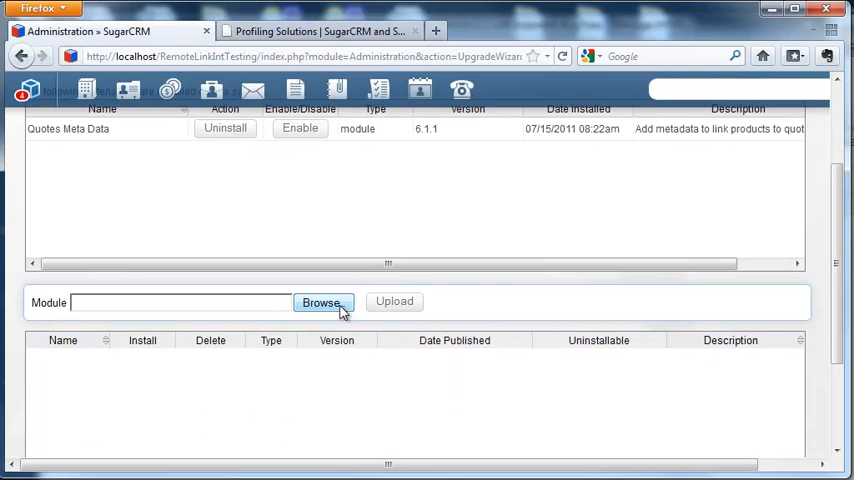 Firefox
Administration » SugarCRM
Profiling Solutions | SugarCRM and S...
http://localhost/RemoteLinkIntTesting/index.php?module=Administration&action=UpgradeWizard
Google
4
Name Action Enable/Disable Type Version Date Installed Description
Quotes Meta Data Uninstall Enable module 6.1.1 07/15/2011 08:22am Add metadata to link products to quot
Module Browse... Upload
Name Install Delete Type Version Date Published Uninstallable Description